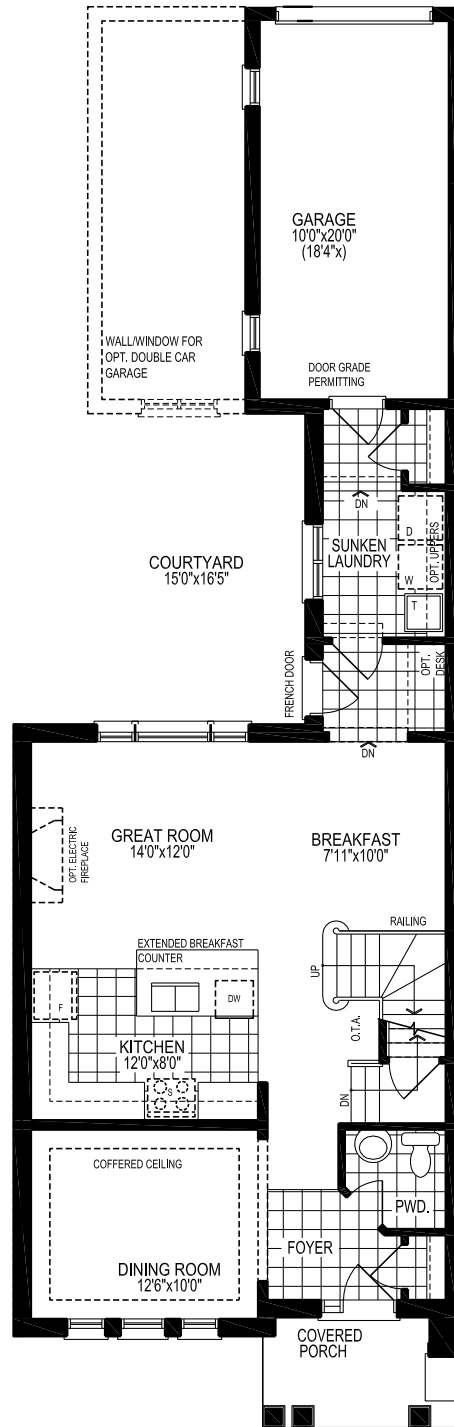 GARAGE
10'0"x20'0"
(18'4"x)
WALL/WINDOW FOR
OPT. DOUBLE CAR
GARAGE
DOOR GRADE
PERMITTING
DN
D
SUNKEN
LAUNDRY
W
OPT. UPPERS
T
COURTYARD
15'0"x16'5"
FRENCH DOOR
OPT.
DESK
DN
GREAT ROOM
14'0"x12'0"
BREAKFAST
7'11"x10'0"
OPT. ELECTRIC
FIREPLACE
RAILING
EXTENDED BREAKFAST
COUNTER
UP
F
DW
O.T.A.
KITCHEN
12'0"x8'0"
S
DN
COFFERED CEILING
PWD.
FOYER
DINING ROOM
12'6"x10'0"
COVERED
PORCH